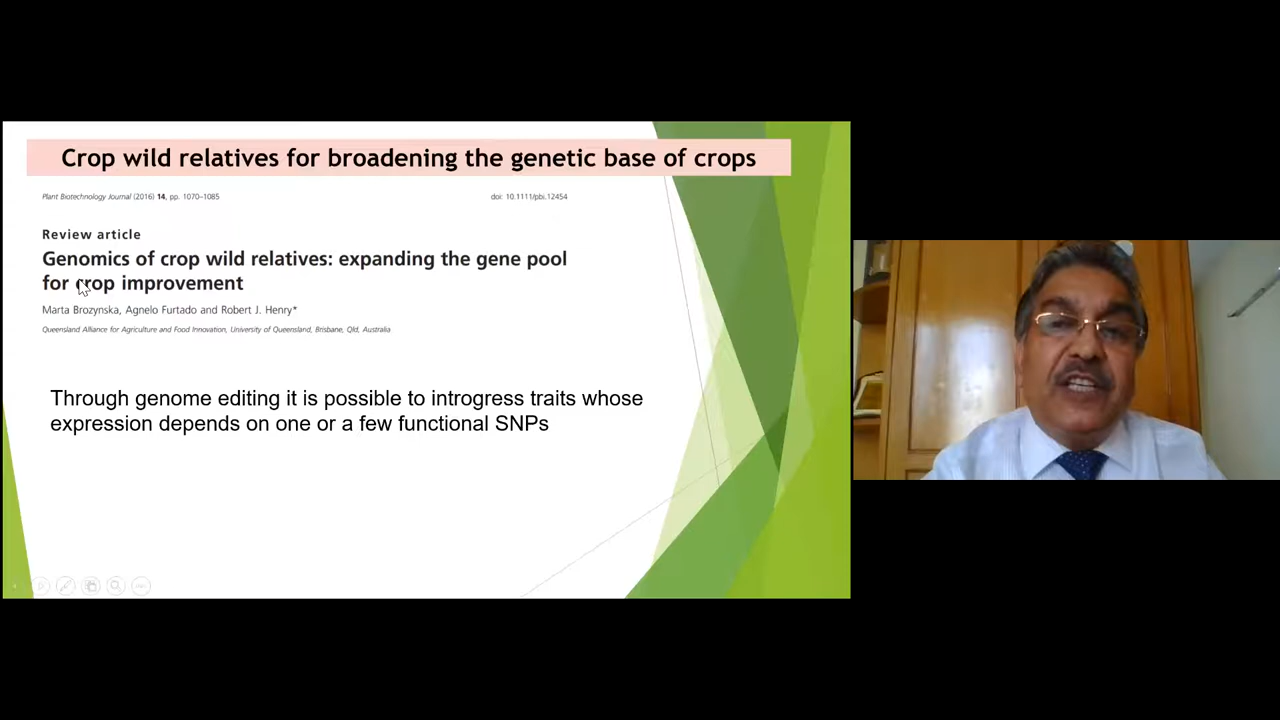 Crop wild relatives for broadening the genetic base of crops
Plant Biotechnology Journal (2016) 14, pp. 1070–1085
doi: 10.1111/pbi.12454
Review article
Genomics of crop wild relatives: expanding the gene pool
for crop improvement
Marta Brozynska, Agnelo Furtado and Robert J. Henry*
Queensland Alliance for Agriculture and Food Innovation, University of Queensland, Brisbane, Qld, Australia
Through genome editing it is possible to introgress traits whose
expression depends on one or a few functional SNPs